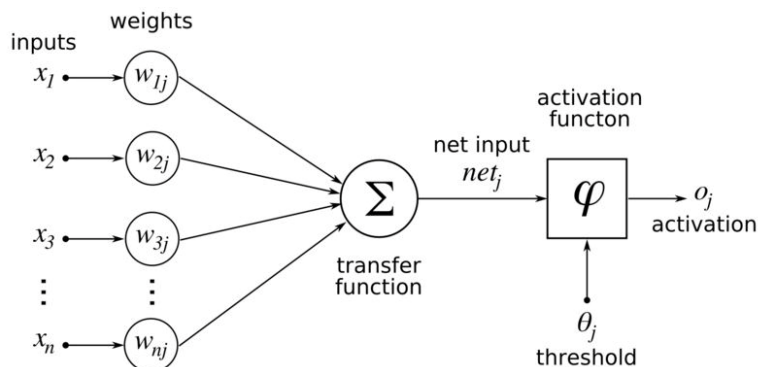 weights
inputs
x1
w1j
x2
w2j
x3
w3j
xn
wnj
Σ
transfer
function
net input
netj
activation
functon
φ
oj
activation
θj
threshold